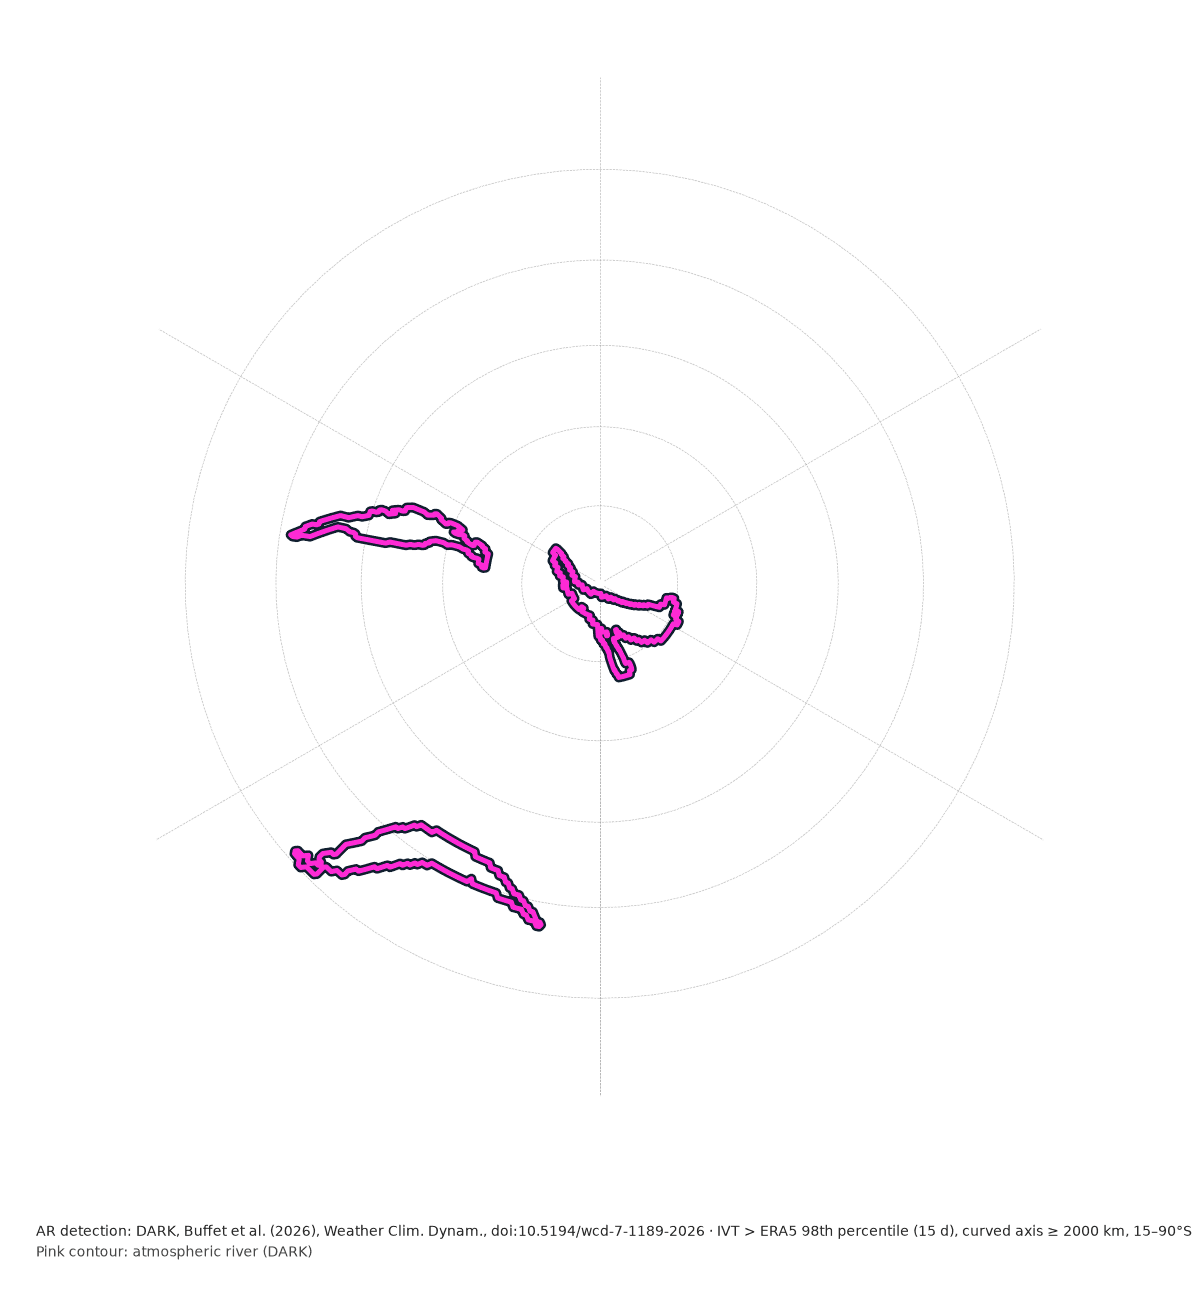 AR detection: DARK, Buffet et al. (2026), Weather Clim. Dynam., doi:10.5194/wcd-7-1189-2026 · IVT > ERA5 98th percentile (15 d), curved axis ≥ 2000 km, 15–90°S
Pink contour: atmospheric river (DARK)